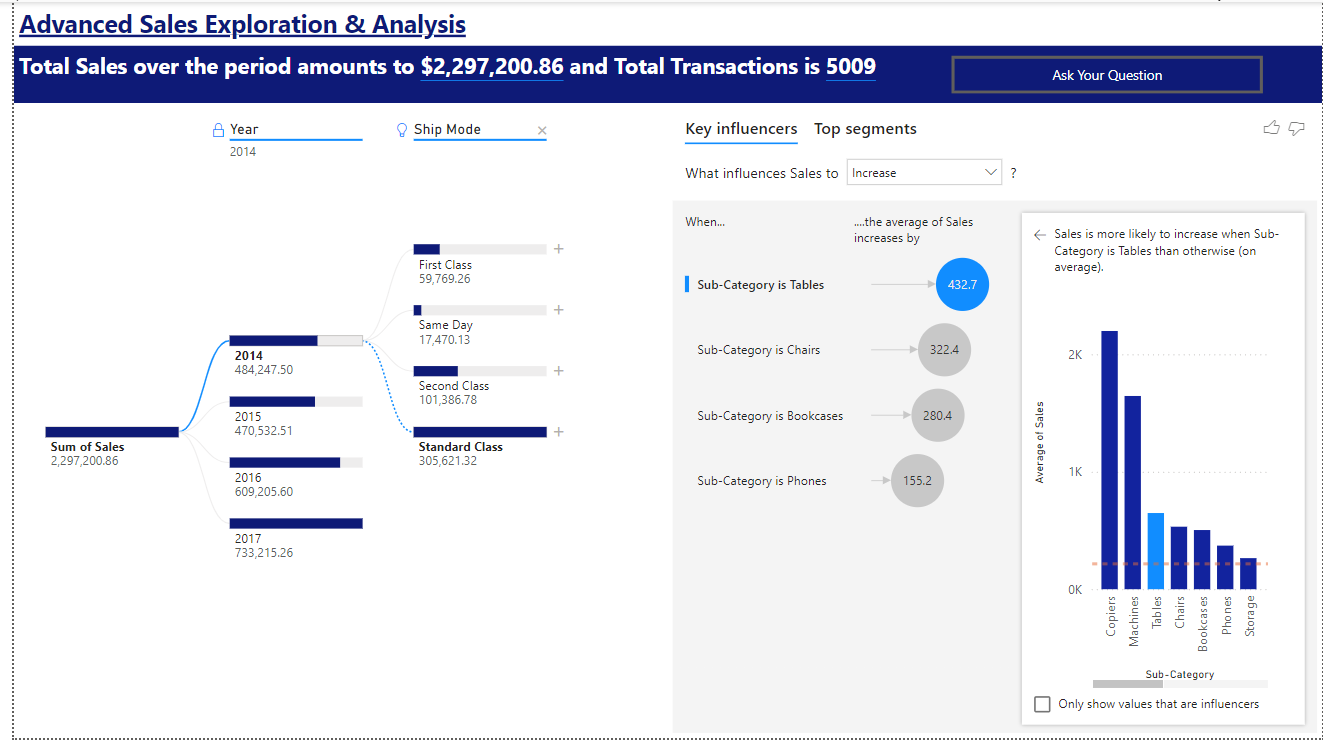 Advanced Sales Exploration & Analysis
Total Sales over the period amounts to $2,297,200.86 and Total Transactions is 5009
Ask Your Question
Year
2014
Ship Mode
Sum of Sales
2,297,200.86
2014
484,247.50
2015
470,532.51
2016
609,205.60
2017
733,215.26
First Class
59,769.26
Same Day
17,470.13
Second Class
101,386.78
Standard Class
305,621.32
Key influencers
Top segments
What influences Sales to
Increase
?
When...
....the average of Sales
increases by
Sub-Category is Tables
432.7
Sub-Category is Chairs
322.4
Sub-Category is Bookcases
280.4
Sub-Category is Phones
155.2
Sales is more likely to increase when Sub-
Category is Tables than otherwise (on
average).
Average of Sales
2K
1K
0K
Copiers
Machines
Tables
Chairs
Bookcases
Phones
Storage
Sub-Category
Only show values that are influencers